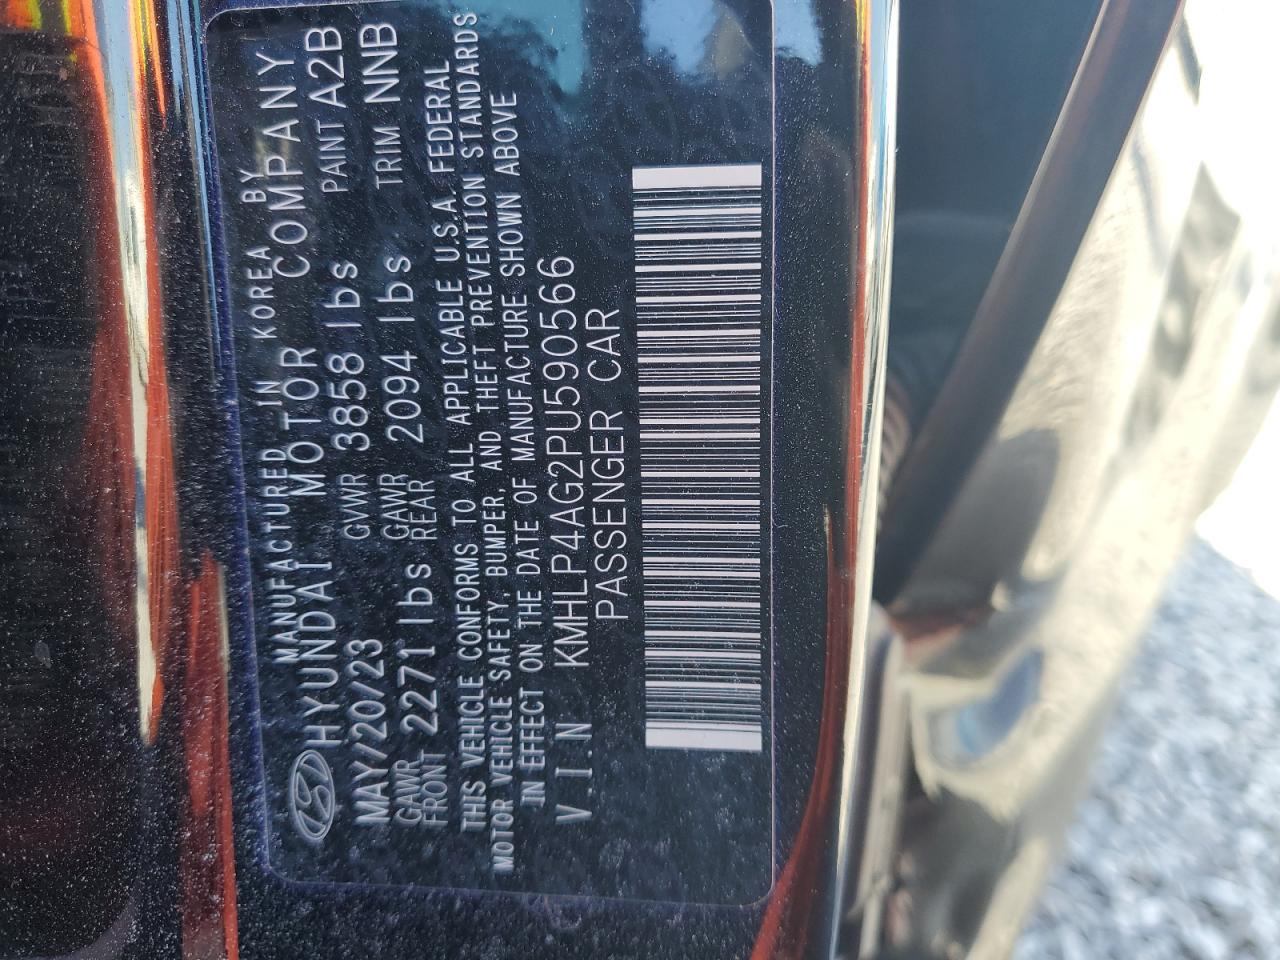 MANUFACTURED IN KOREA BY
HYUNDAI MOTOR COMPANY
MAY/20/23 GVWR 3858 lbs PAINT A2B
GAWR FRONT 2271 lbs GAWR REAR 2094 lbs TRIM NNB
THIS VEHICLE CONFORMS TO ALL APPLICABLE U.S.A. FEDERAL
MOTOR VEHICLE SAFETY, BUMPER, AND THEFT PREVENTION STANDARDS
IN EFFECT ON THE DATE OF MANUFACTURE SHOWN ABOVE
V.I.N KMHLP4AG2PU590566
PASSENGER CAR